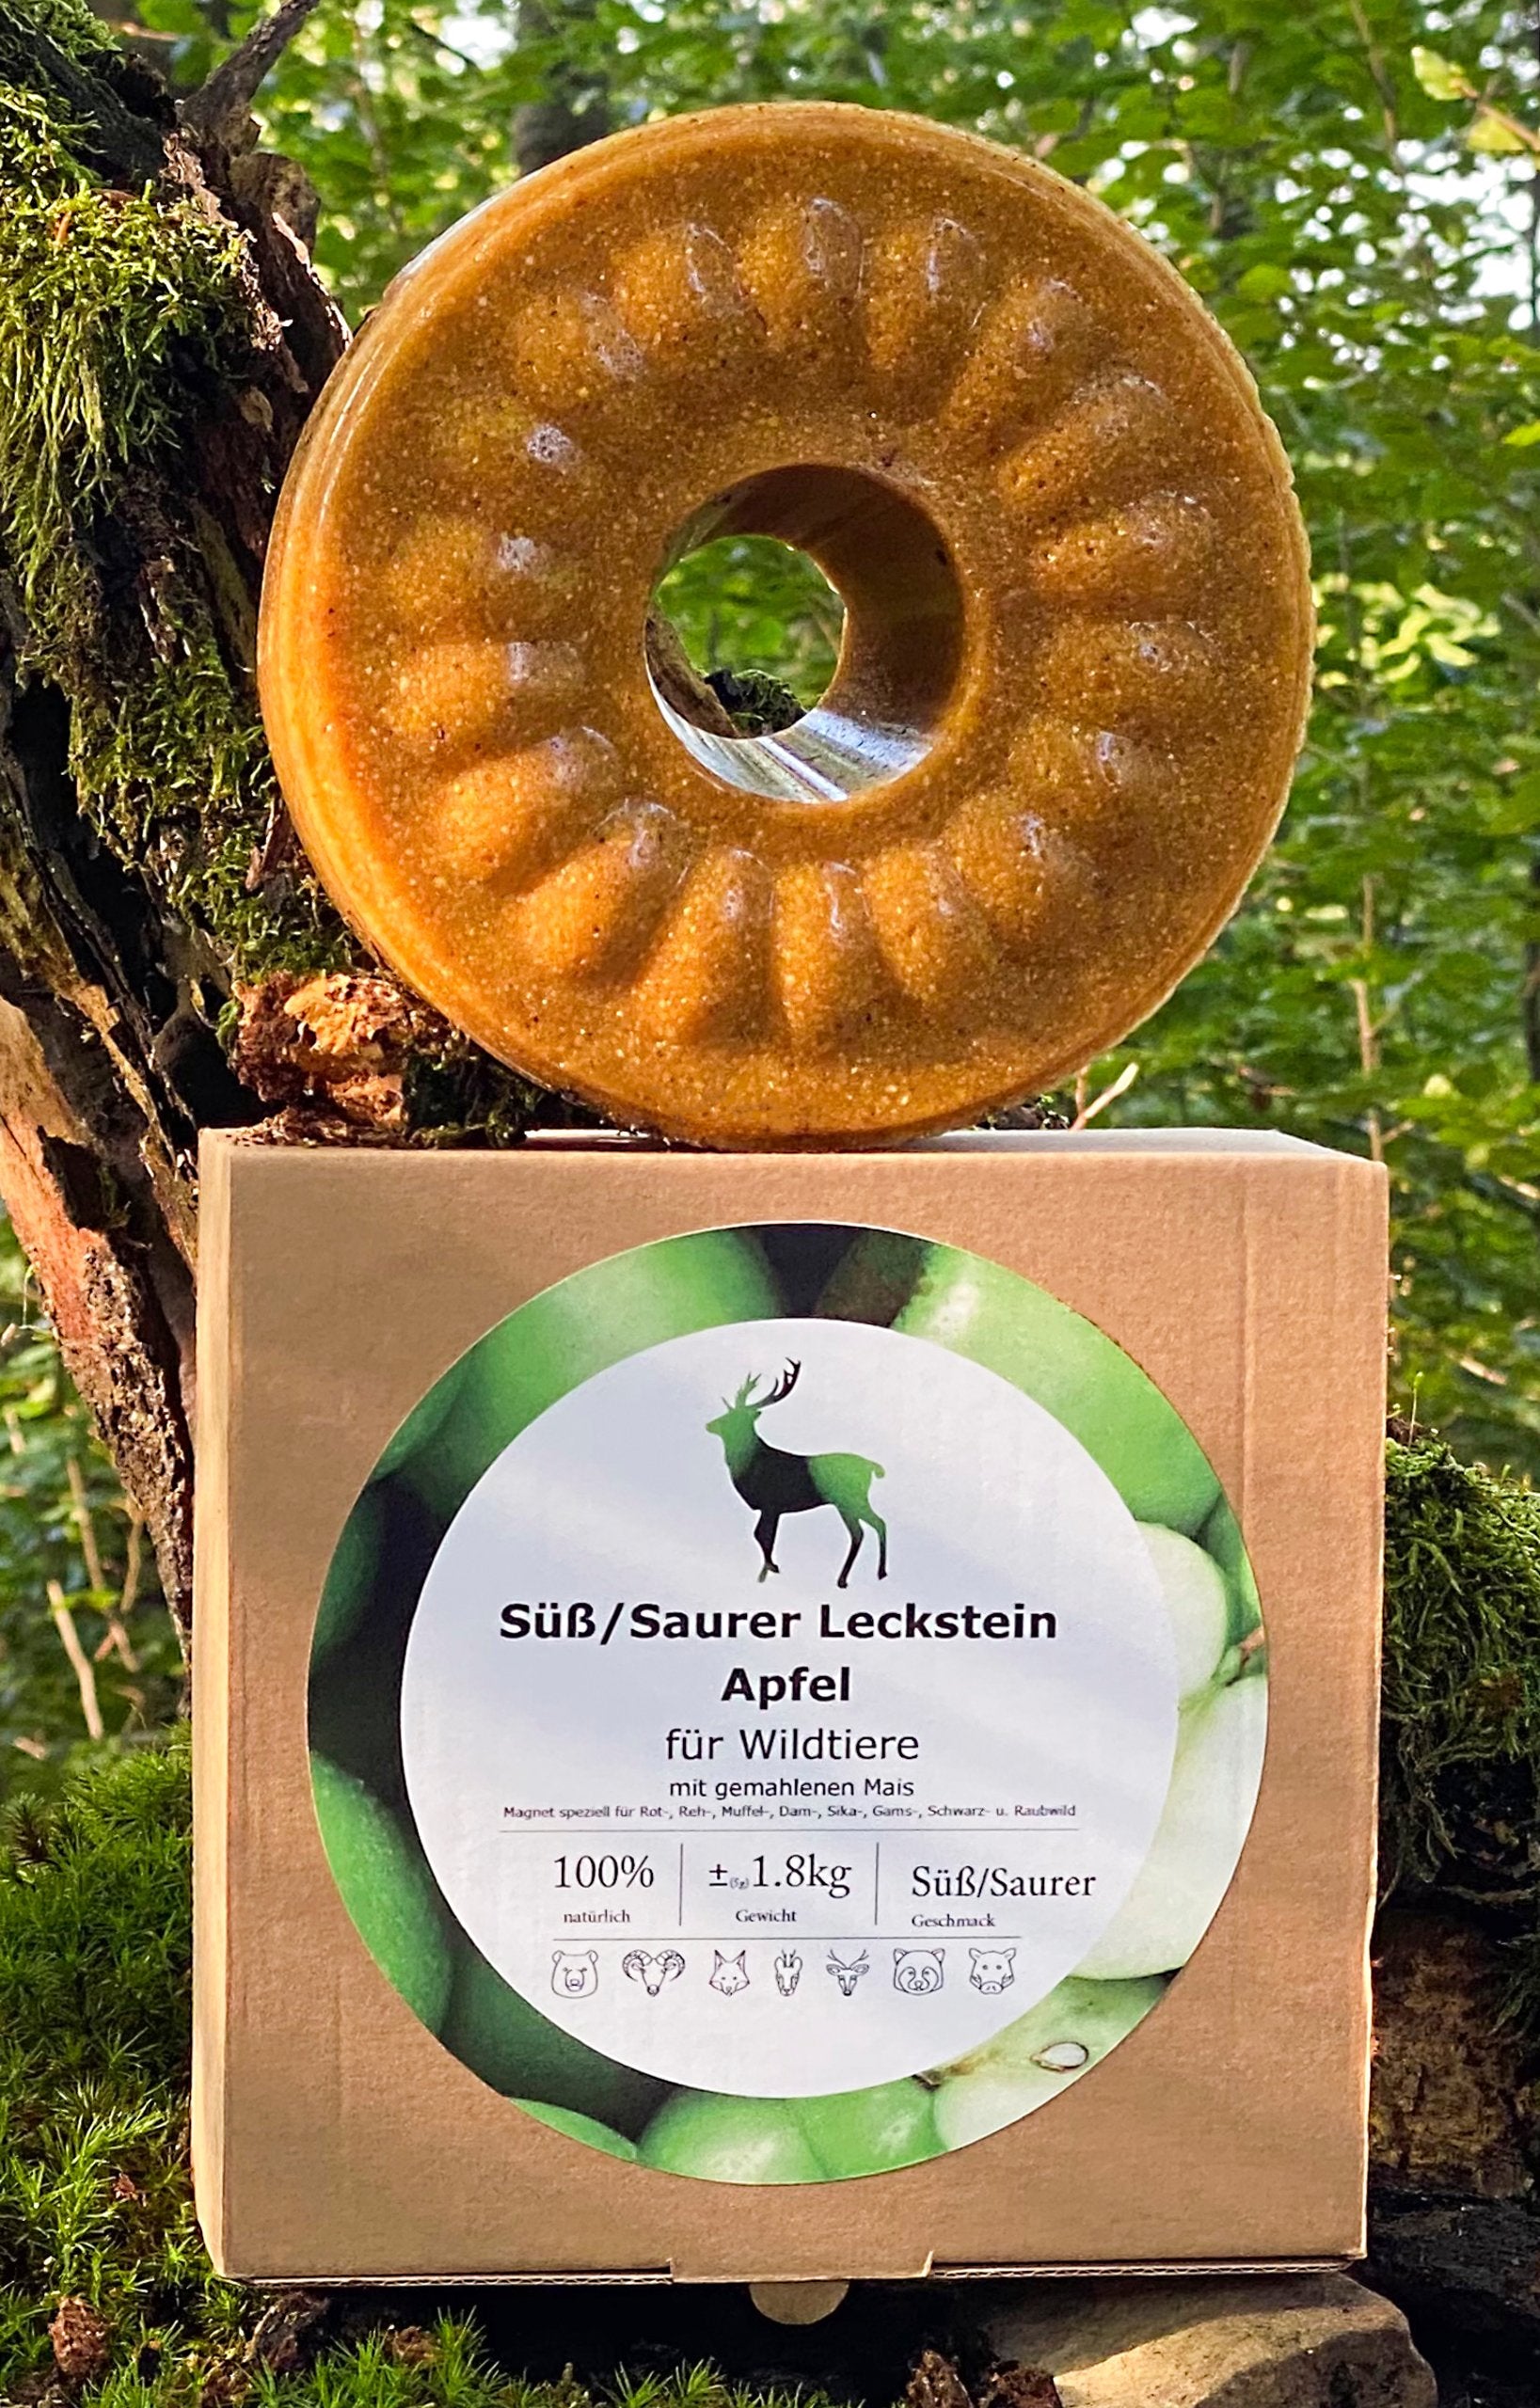 Süß/Saurer Leckstein
Apfel
für Wildtiere
mit gemahlenen Mais
Magnet speziell für Rot-, Reh-, Muffel-, Dam-, Sika-, Gams-, Schwarz- u. Raubwild
100%
natürlich
± 1.8kg
Gewicht
Süß/Saurer
Geschmack